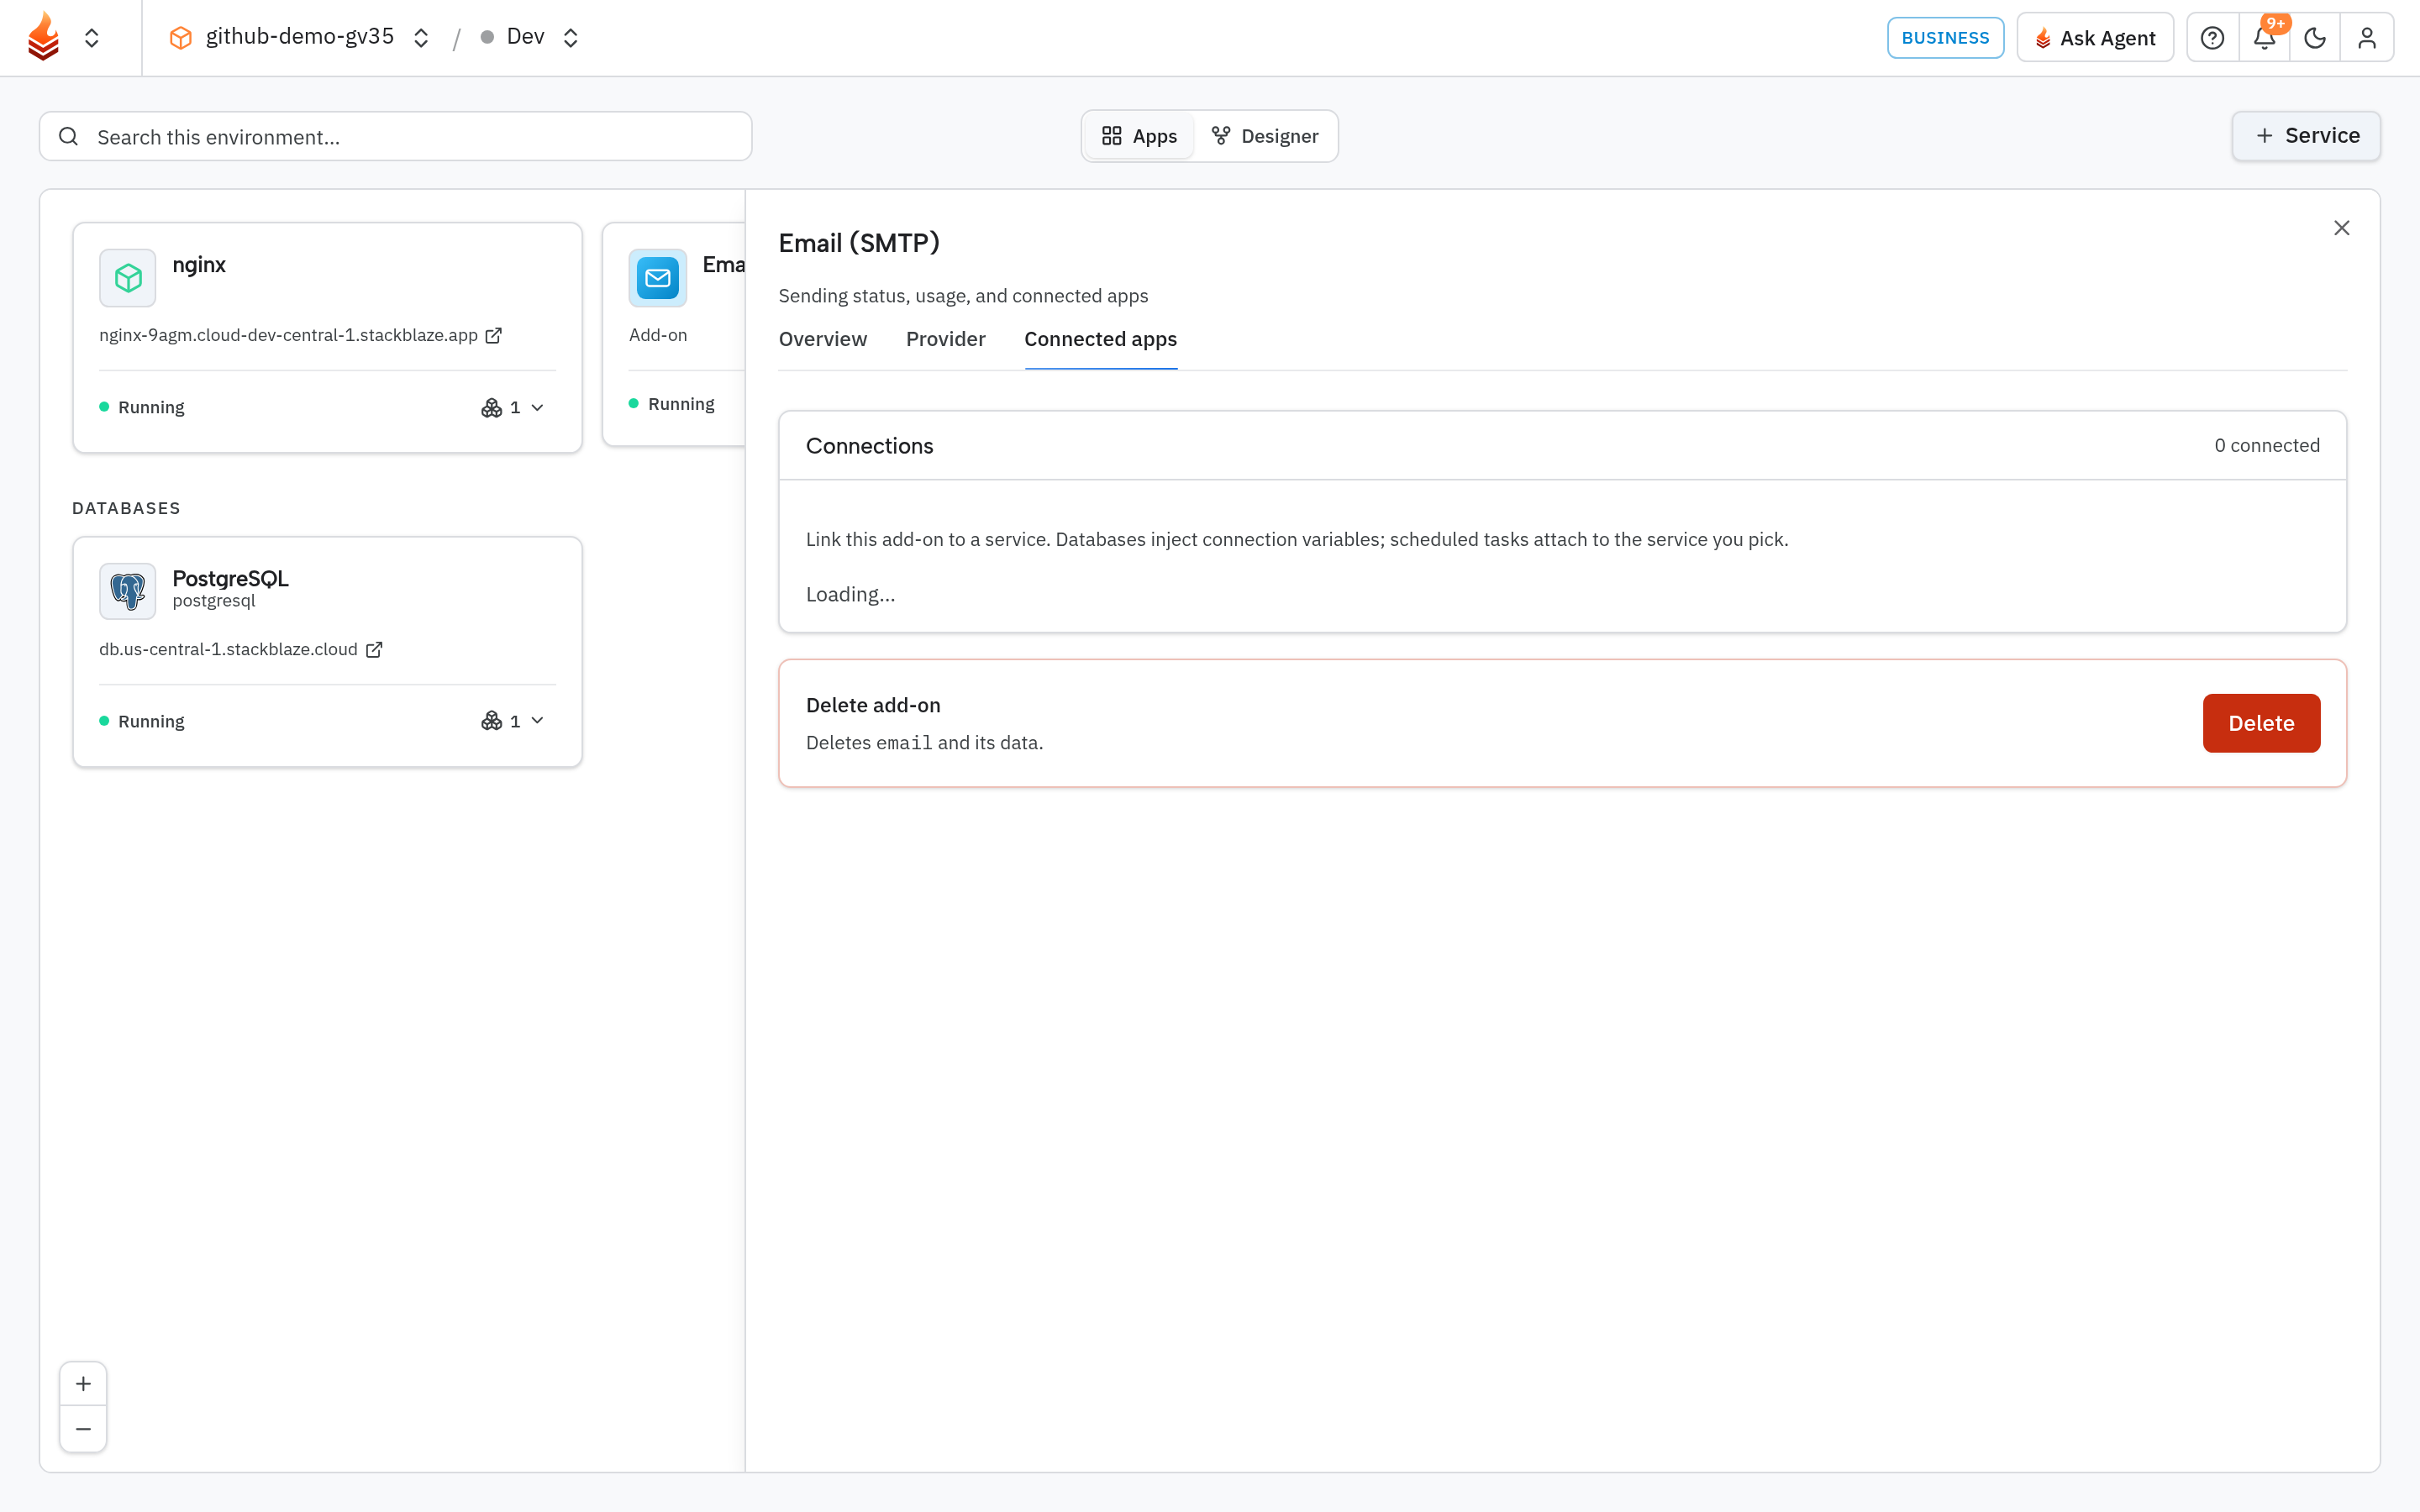 github-demo-gv35 / Dev
BUSINESS
Ask Agent
9+
Search this environment...
Apps
Designer
+ Service
nginx
nginx-9agm.cloud-dev-central-1.stackblaze.app
Running
1
Ema
Add-on
Running
DATABASES
PostgreSQL
postgresql
db.us-central-1.stackblaze.cloud
Running
1
Email (SMTP)
Sending status, usage, and connected apps
Overview
Provider
Connected apps
Connections
0 connected
Link this add-on to a service. Databases inject connection variables; scheduled tasks attach to the service you pick.
Loading...
Delete add-on
Deletes email and its data.
Delete